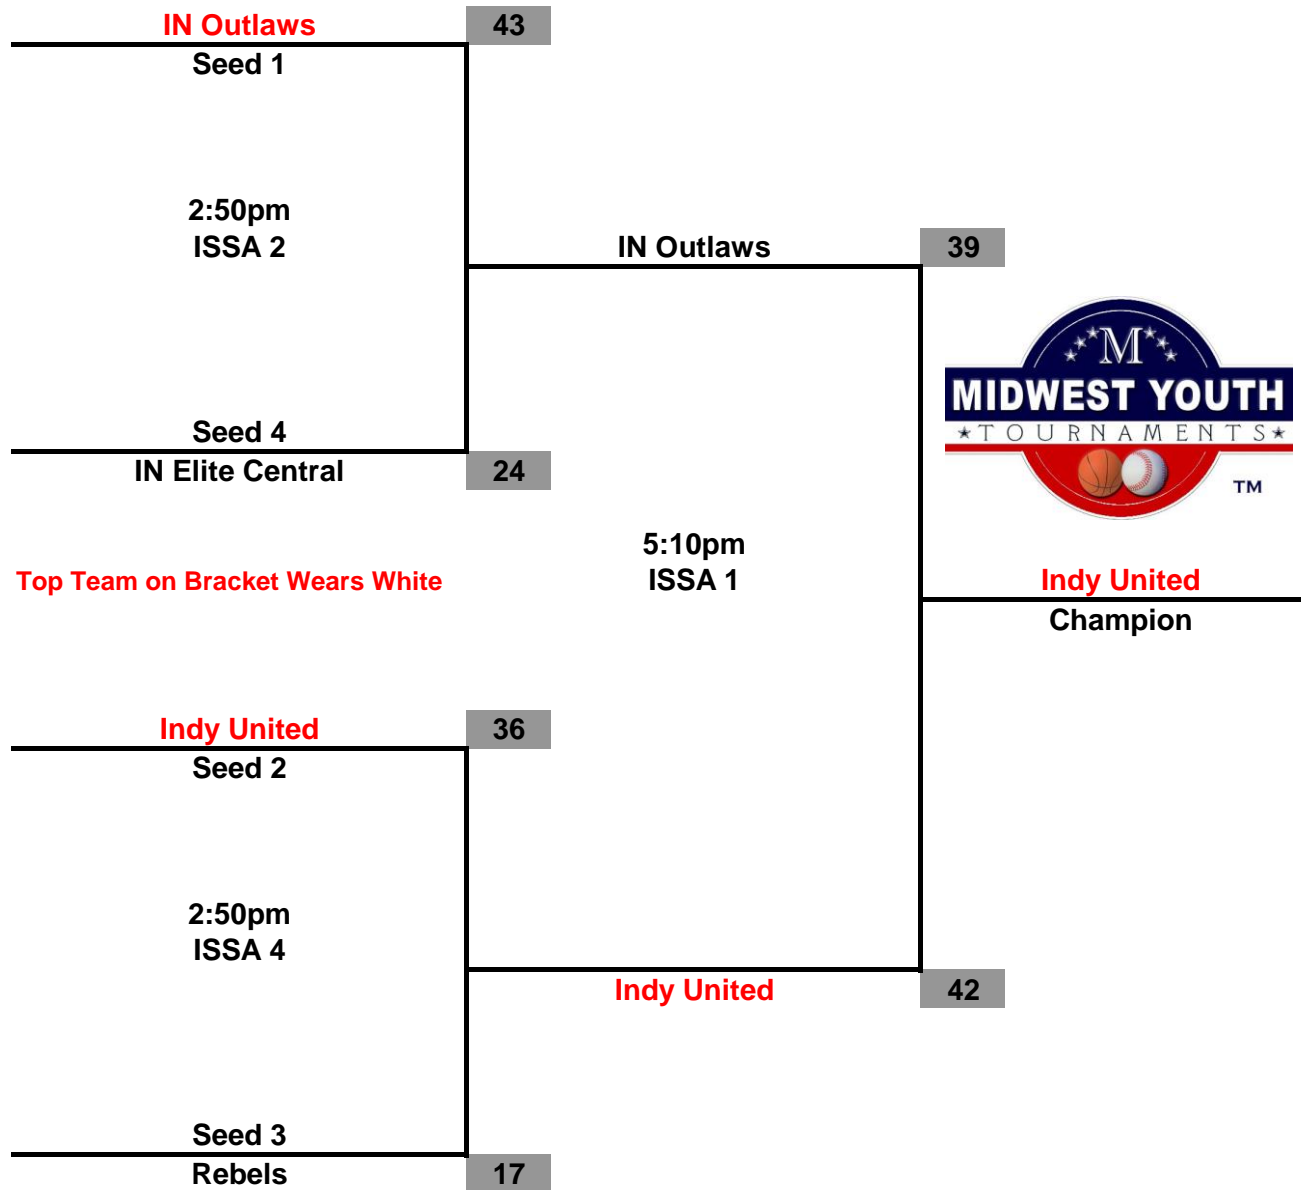 IN Outlaws 43
Seed 1
2:50pm
ISSA 2
IN Outlaws 39
M
MIDWEST YOUTH
TOURNAMENTS
TM
Seed 4
IN Elite Central 24
5:10pm
ISSA 1
Top Team on Bracket Wears White
Indy United
Champion
Indy United 36
Seed 2
2:50pm
ISSA 4
Indy United 42
Seed 3
Rebels 17